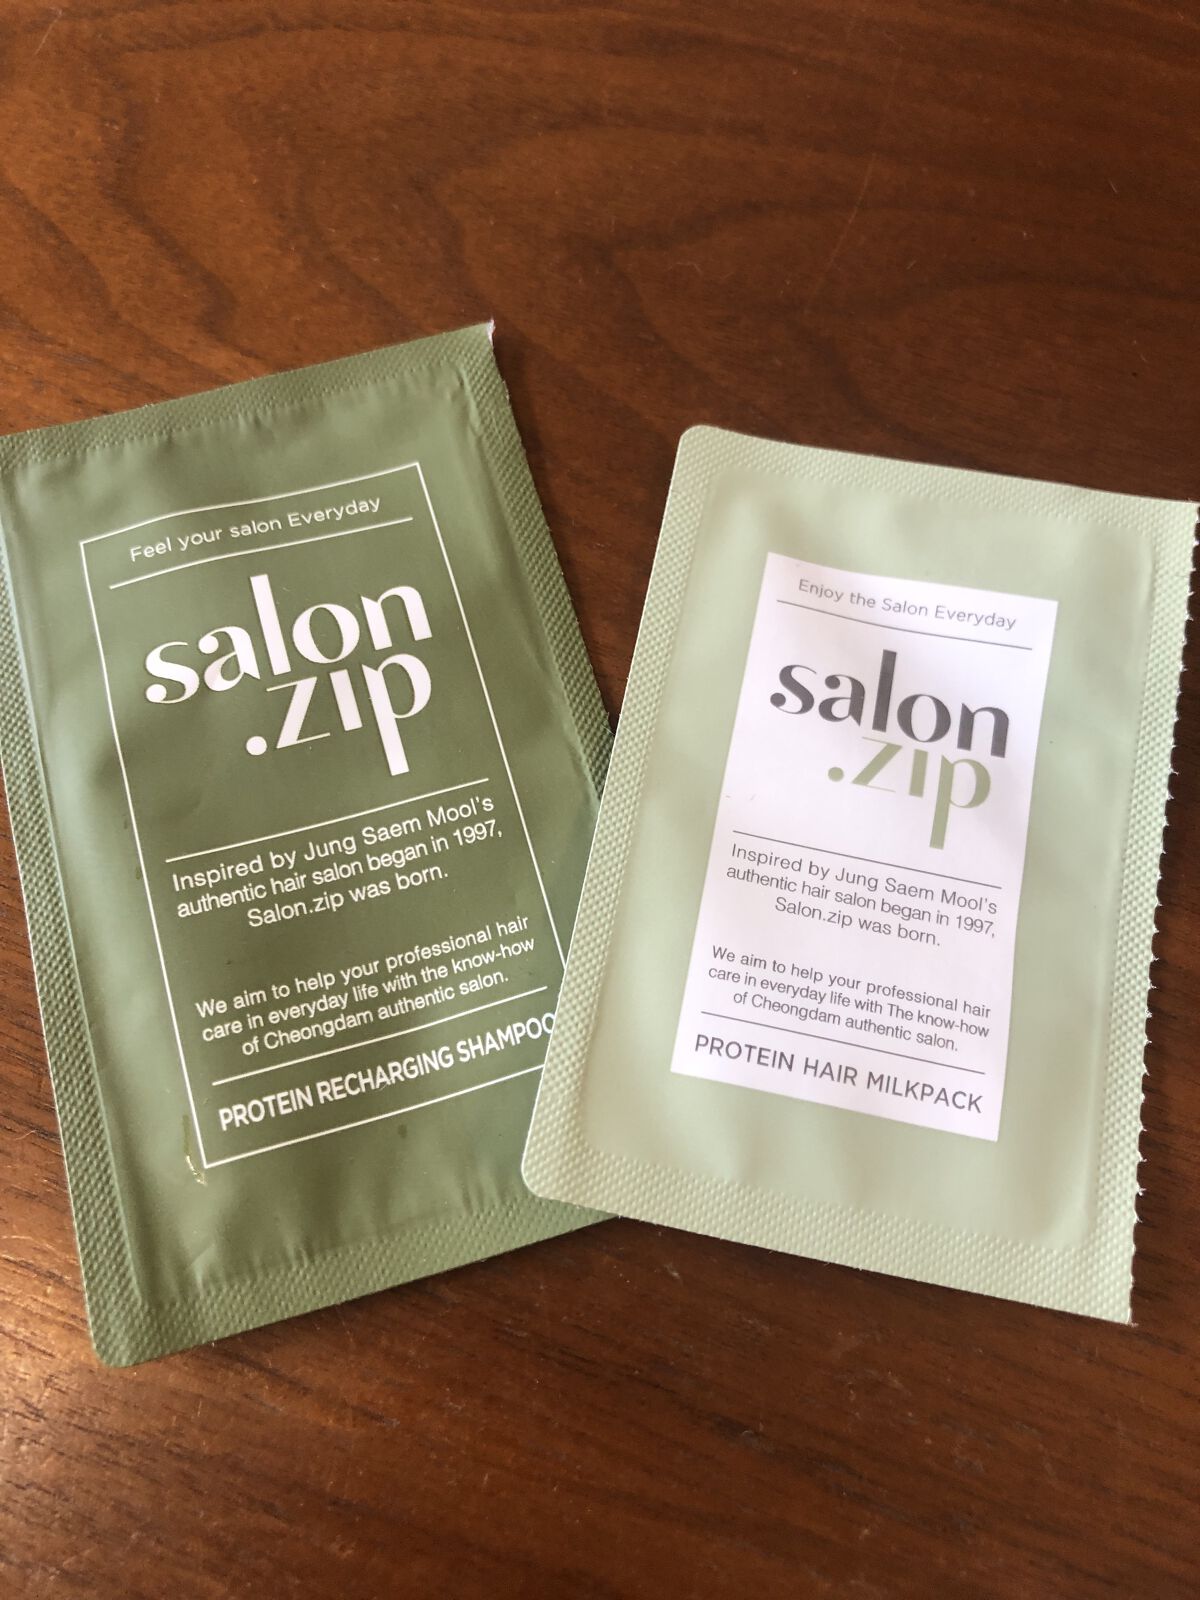 Feel your salon Everyday
salon
.zip
Inspired by Jung Saem Mool's
authentic hair salon began in 1997,
Salon.zip was born.
We aim to help your professional hair
care in everyday life with The know-how
of Cheongdam authentic salon.
PROTEIN RECHARGING SHAMPOO
Enjoy the Salon Everyday
salon
.zip
Inspired by Jung Saem Mool's
authentic hair salon began in 1997,
Salon.zip was born.
We aim to help your professional hair
care in everyday life with The know-how
of Cheongdam authentic salon.
PROTEIN HAIR MILKPACK